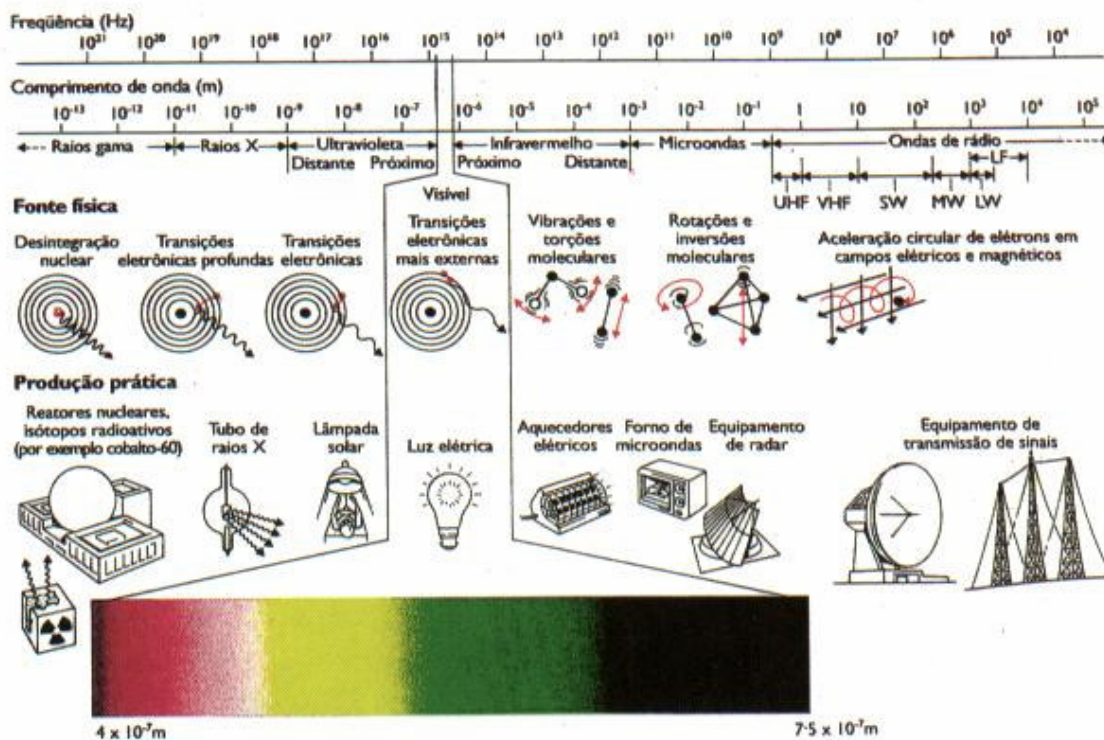 Freqüência (Hz)
10²¹ 10²⁰ 10¹⁹ 10¹⁸ 10¹⁷ 10¹⁶ 10¹⁵ 10¹⁴ 10¹³ 10¹² 10¹¹ 10¹⁰ 10⁹ 10⁸ 10⁷ 10⁶ 10⁵ 10⁴
Comprimento de onda (m)
10⁻¹³ 10⁻¹² 10⁻¹¹ 10⁻¹⁰ 10⁻⁹ 10⁻⁸ 10⁻⁷ 10⁻⁶ 10⁻⁵ 10⁻⁴ 10⁻³ 10⁻² 10⁻¹ 1 10 10² 10³ 10⁴ 10⁵
Raios gama Raios X Ultravioleta Infravermelho Microondas Ondas de rádio
Distante Próximo Próximo Distante LF
Visível
UHF VHF SW MW LW
Fonte física
Desintegração
nuclear
Transições
eletrônicas profundas
Transições
eletrônicas
Transições
eletrônicas
mais externas
Vibrações e
torções
moleculares
Rotações e
inversões
moleculares
Aceleração circular de elétrons em
campos elétricos e magnéticos
Produção prática
Reatores nucleares,
isótopos radioativos
(por exemplo cobalto-60)
Tubo de
raios X
Lâmpada
solar
Luz elétrica
Aquecedores
elétricos
Forno de
microondas
Equipamento
de radar
Equipamento de
transmissão de sinais
4 x 10⁻⁷m
7·5 x 10⁻⁷m